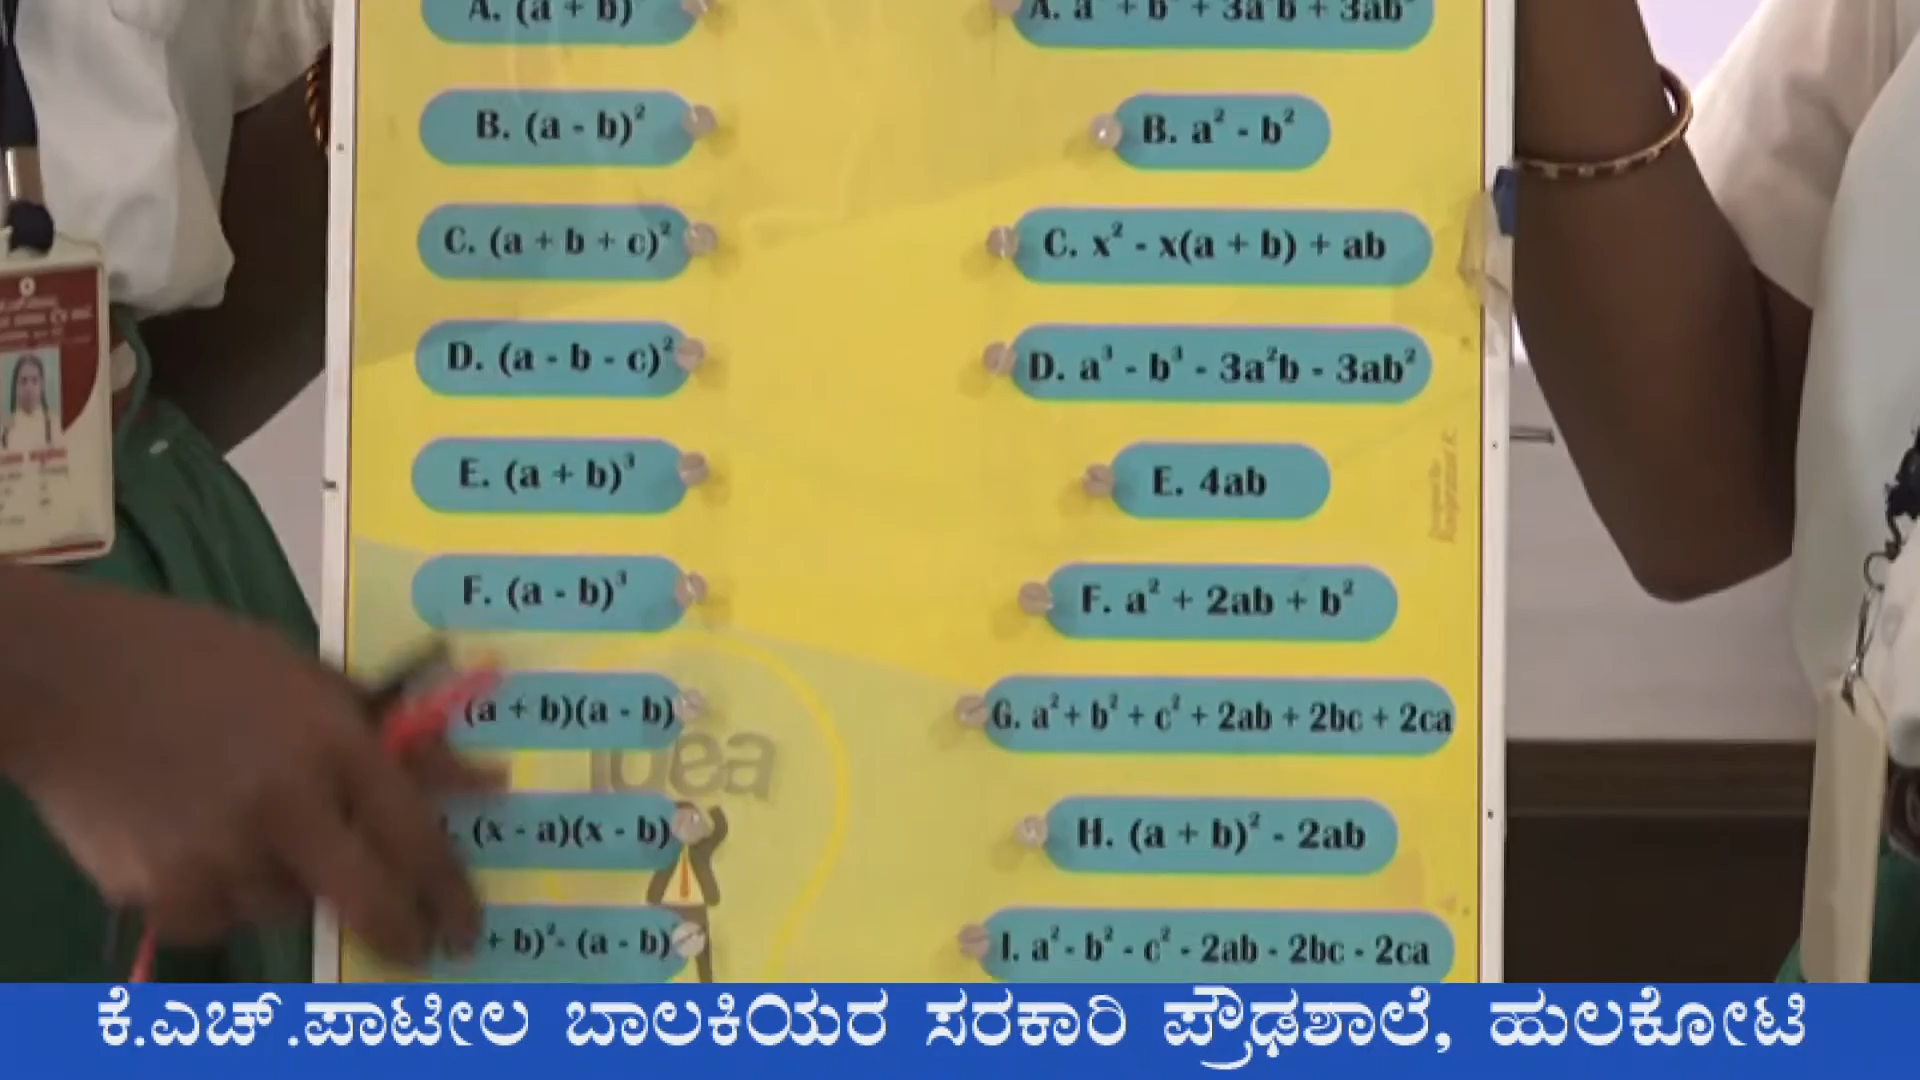 A. (a + b)
A. a + b + 3a b + 3ab
B. (a - b)²
B. a² - b²
C. (a + b + c)²
C. x² - x(a + b) + ab
D. (a - b - c)²
D. a³ - b³ - 3a²b - 3ab²
E. (a + b)³
E. 4ab
F. (a - b)³
F. a² + 2ab + b²
(a + b)(a - b)
G. a² + b² + c² + 2ab + 2bc + 2ca
idea
(x - a)(x - b)
H. (a + b)² - 2ab
+ b)² - (a - b)
I. a² - b² - c² - 2ab - 2bc - 2ca
ಕೆ.ಎಚ್.ಪಾಟೀಲ ಬಾಲಕಿಯರ ಸರಕಾರಿ ಪ್ರೌಢಶಾಲೆ, ಹುಲಕೋಟಿ